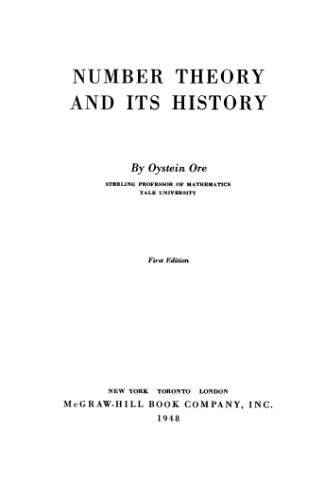 NUMBER THEORY
AND ITS HISTORY
By Oystein Ore
STERLING PROFESSOR OF MATHEMATICS
YALE UNIVERSITY
First Edition
NEW YORK TORONTO LONDON
McGRAW-HILL BOOK COMPANY, INC.
1948